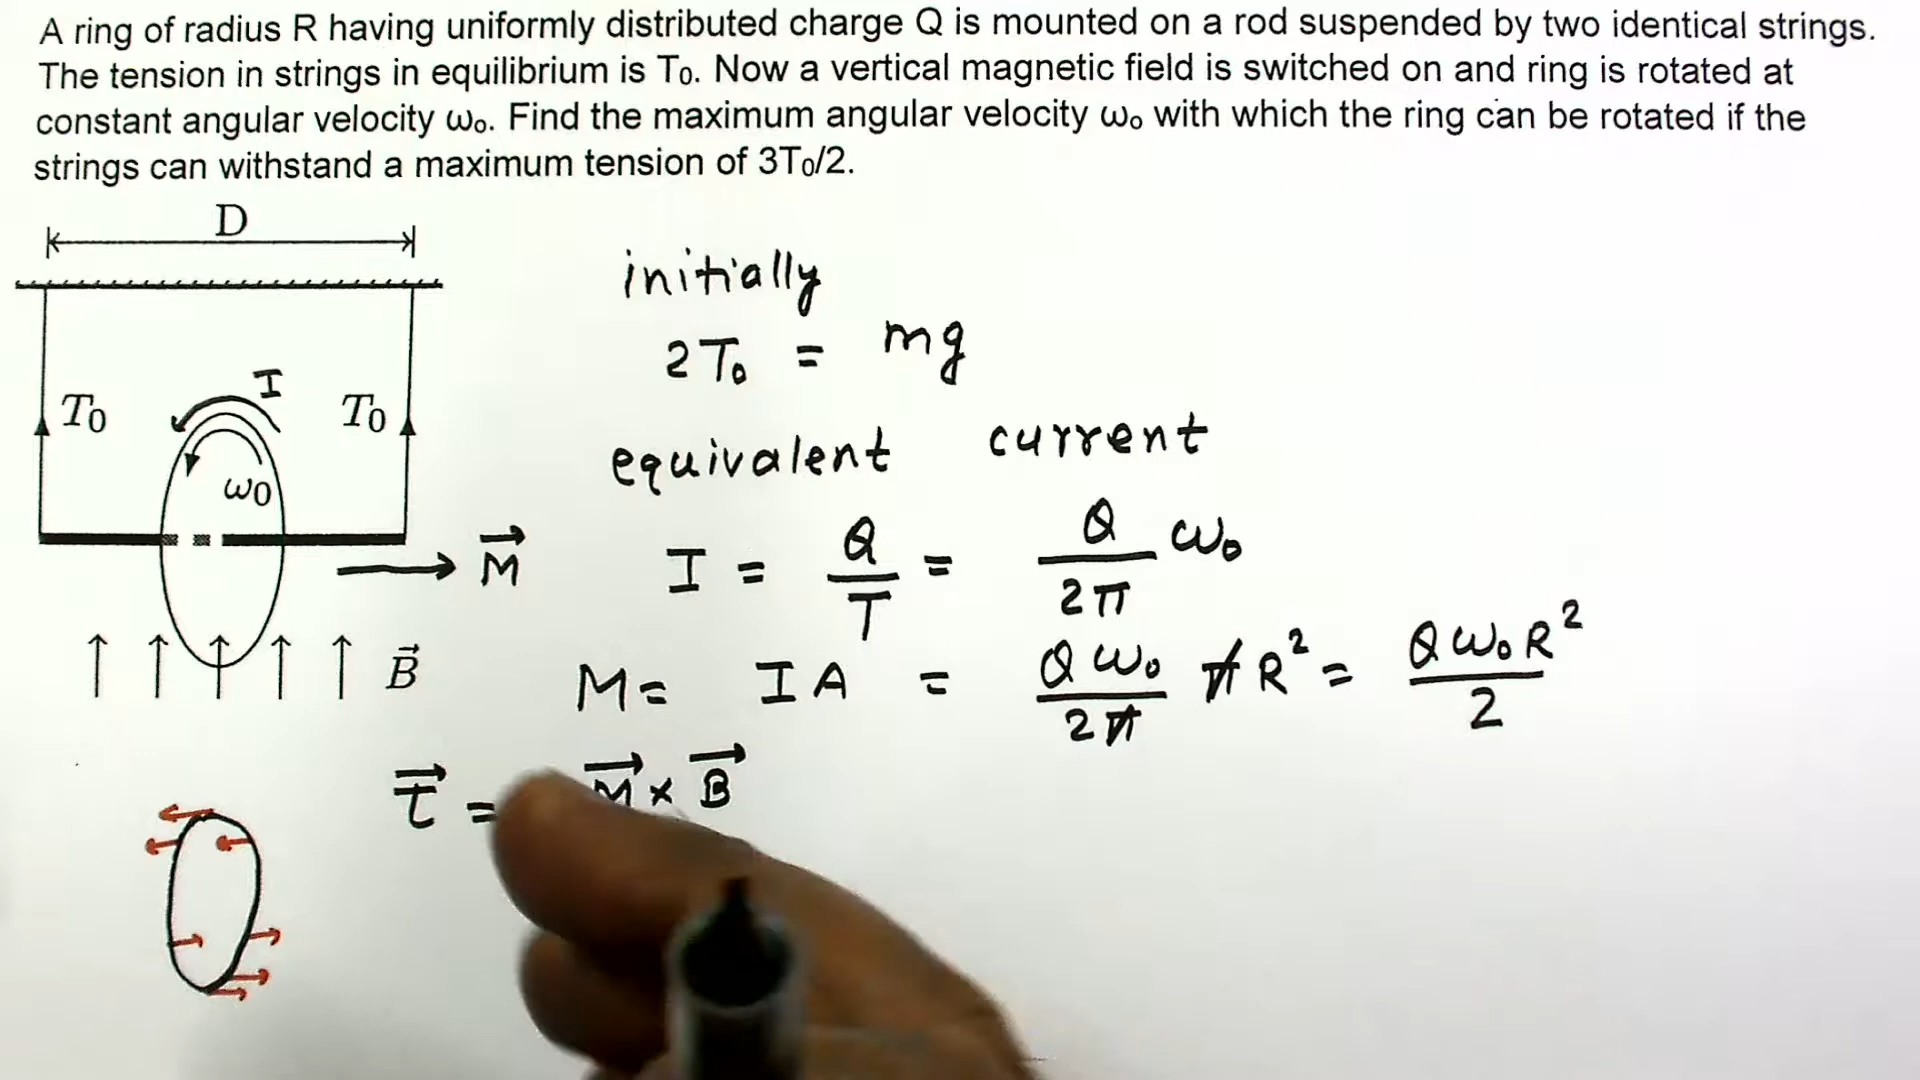 A ring of radius R having uniformly distributed charge Q is mounted on a rod suspended by two identical strings.
The tension in strings in equilibrium is T₀. Now a vertical magnetic field is switched on and ring is rotated at
constant angular velocity ω₀. Find the maximum angular velocity ω₀ with which the ring can be rotated if the
strings can withstand a maximum tension of 3T₀/2.
D
initially
2T₀ = mg
I
T₀ T₀
equivalent current
ω₀
I = Q/T = Q/2π ω₀
M⃗
B⃗
M = IA = Qω₀/2π πR² = Qω₀R²/2
τ⃗ = M⃗ × B⃗